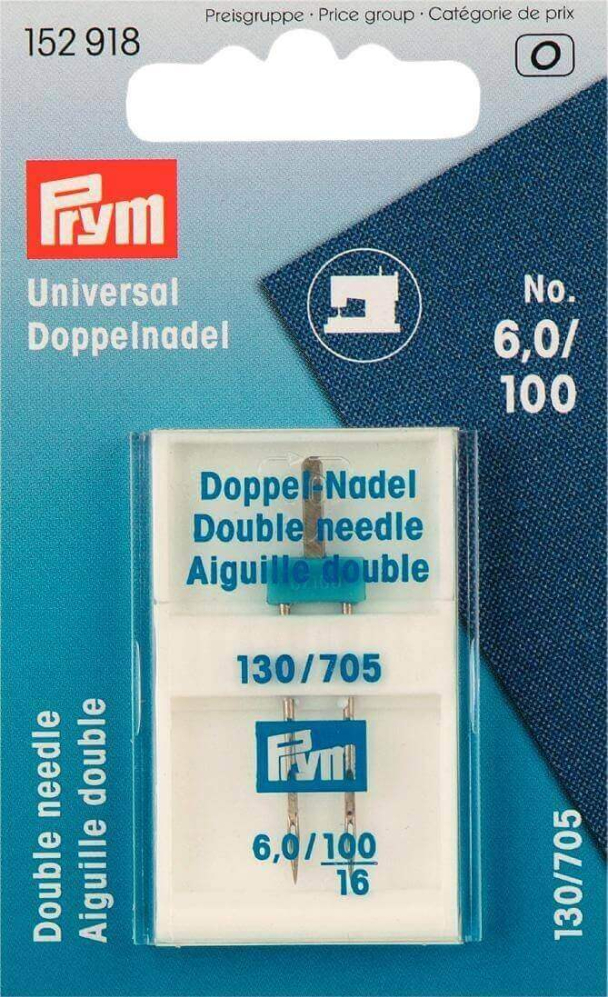 Preisgruppe · Price group · Catégorie de prix
152 918
O
Prym
Universal
Doppelnadel
No.
6,0/
100
Doppel-Nadel
Double needle
Aiguille double
130/705
Prym
6,0/100
16
Double needle
Aiguille double
130/705